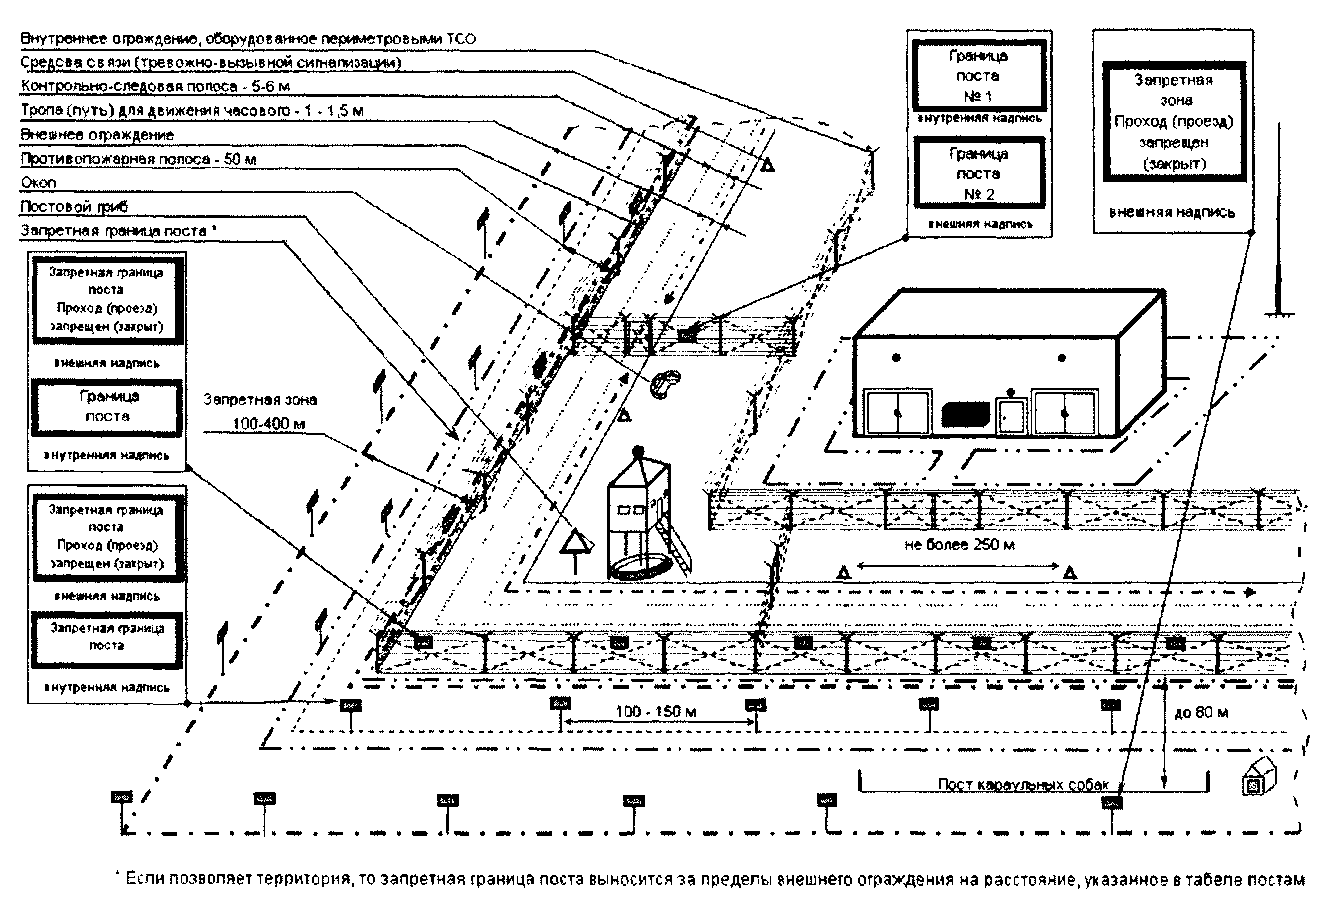 Внутреннее ограждение, оборудованное периметровыми ТСО
Средсва связи (тревожно-вызывной сигнализации)
Контрольно-следовая полоса - 5-6 м
Тропа (путь) для движения часового - 1 - 1,5 м
Внешнее ограждение
Противопожарная полоса - 50 м
Окоп
Постовой гриб
Запретная граница поста *
Запретная граница
поста
Проход (проезд)
запрещен (закрыт)
внешняя надпись
Граница
поста
внутренняя надпись
Запретная граница
поста
Проход (проезд)
запрещен (закрыт)
внешняя надпись
Запретная граница
поста
внутренняя надпись
Запретная зона
100-400 м
Граница
поста
№ 1
внутренняя надпись
Граница
поста
№ 2
внешняя надпись
Запретная
зона
Проход (проезд)
запрещен
(закрыт)
внешняя надпись
не более 250 м
100 - 150 м
до 80 м
Пост караульных собак
* Если позволяет территория, то запретная граница поста выносится за пределы внешнего ограждения на расстояние, указанное в табеле постам